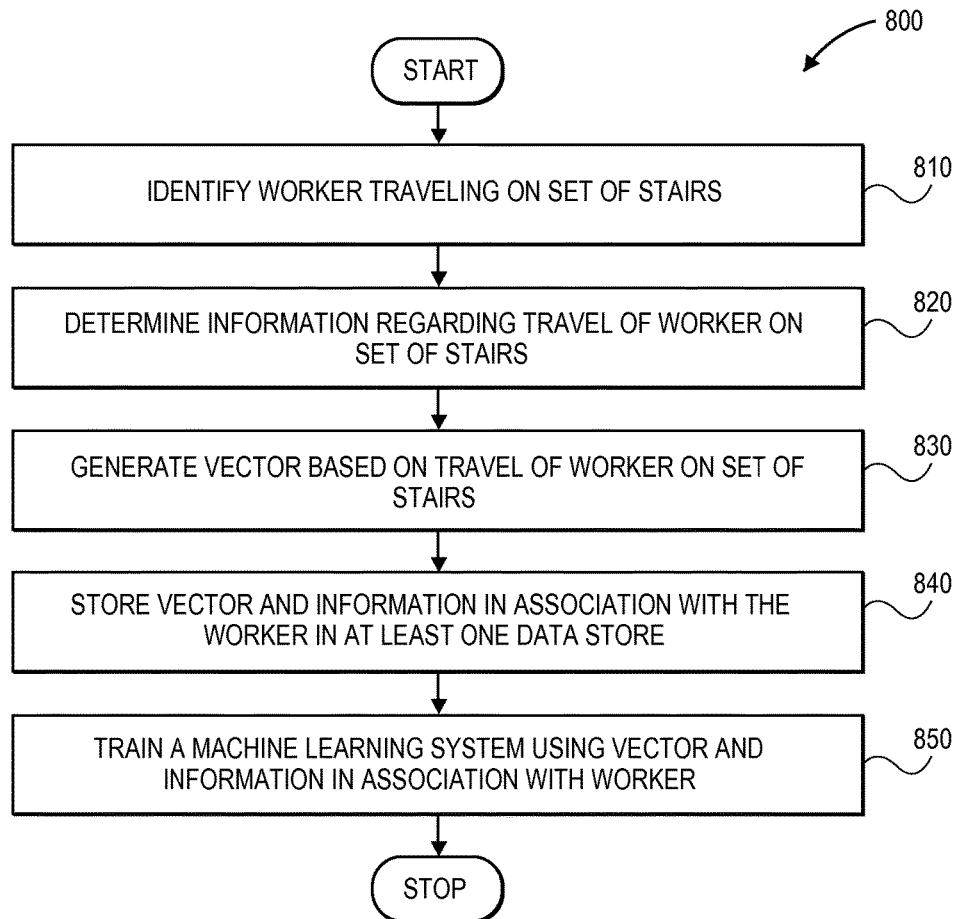 800
START
IDENTIFY WORKER TRAVELING ON SET OF STAIRS
810
DETERMINE INFORMATION REGARDING TRAVEL OF WORKER ON
SET OF STAIRS
820
GENERATE VECTOR BASED ON TRAVEL OF WORKER ON SET OF
STAIRS
830
STORE VECTOR AND INFORMATION IN ASSOCIATION WITH THE
WORKER IN AT LEAST ONE DATA STORE
840
TRAIN A MACHINE LEARNING SYSTEM USING VECTOR AND
INFORMATION IN ASSOCIATION WITH WORKER
850
STOP